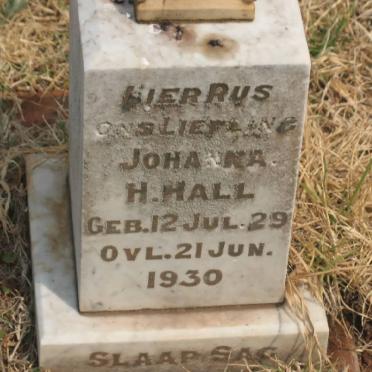 HIER RUS
ONS LIEFLING
JOHANNA
H. HALL
GEB. 12 JUL. 29
OVL. 21 JUN.
1930
SLAAP SAG